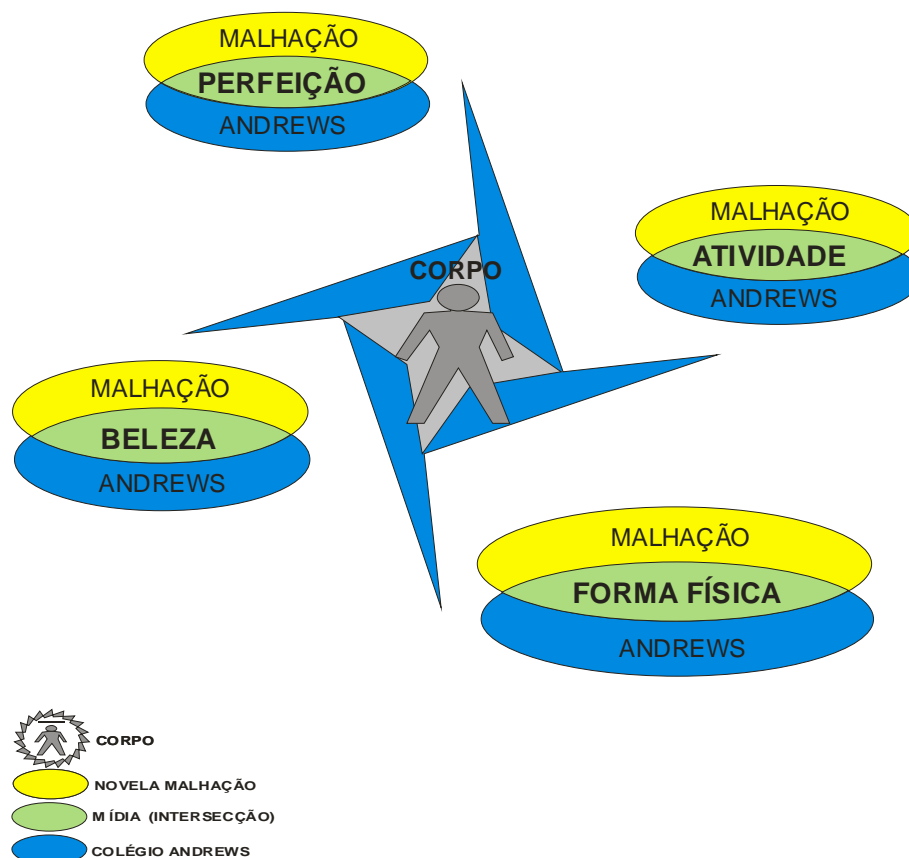 MALHAÇÃO
PERFEIÇÃO
ANDREWS
MALHAÇÃO
ATIVIDADE
ANDREWS
CORPO
MALHAÇÃO
BELEZA
ANDREWS
MALHAÇÃO
FORMA FÍSICA
ANDREWS
CORPO
NOVELA MALHAÇÃO
MÍDIA (INTERSECÇÃO)
COLÉGIO ANDREWS